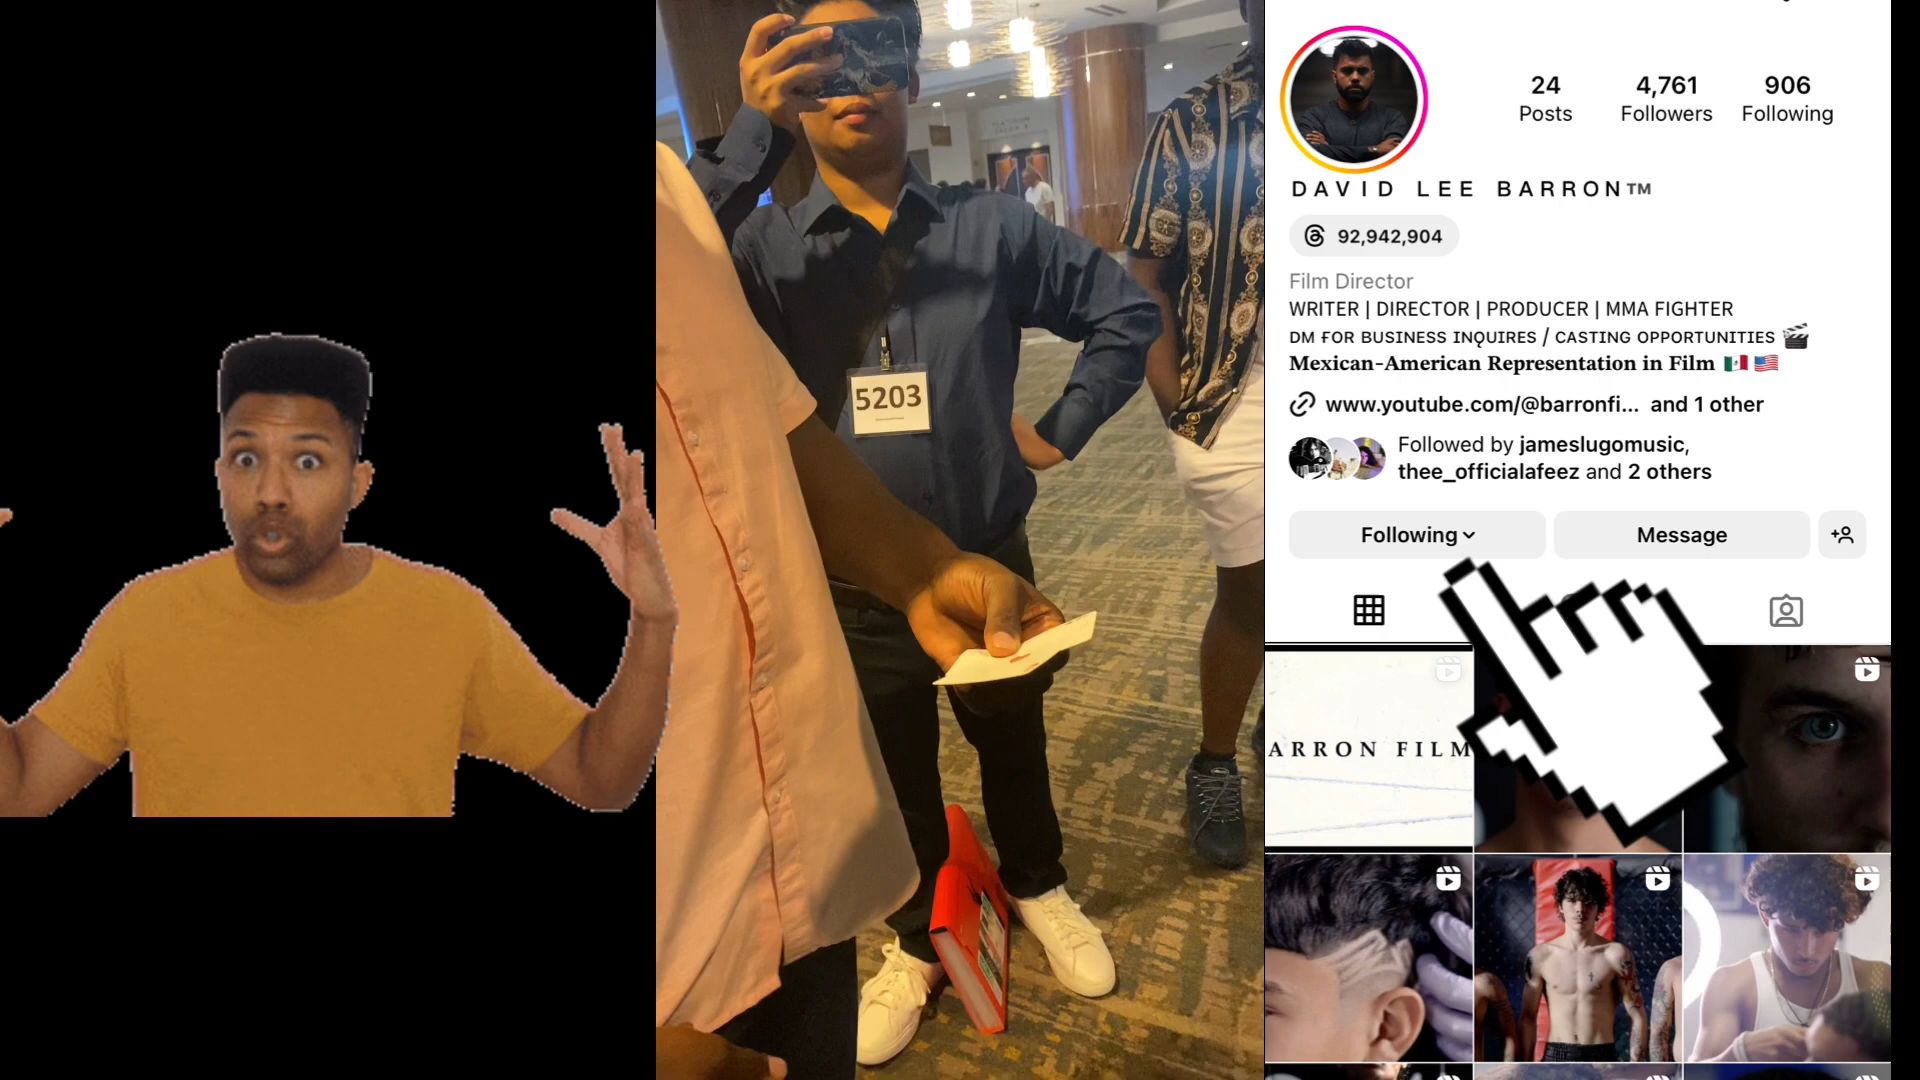 5203
24
4,761
906
Posts
Followers
Following
DAVID LEE BARRON™
92,942,904
Film Director
WRITER | DIRECTOR | PRODUCER | MMA FIGHTER
DM FOR BUSINESS INQUIRES / CASTING OPPORTUNITIES 🎬
Mexican-American Representation in Film 🇲🇽 🇺🇸
www.youtube.com/@barronfi... and 1 other
Followed by jameslugomusic,
thee_officialafeez and 2 others
Following
Message
ARRON FILM